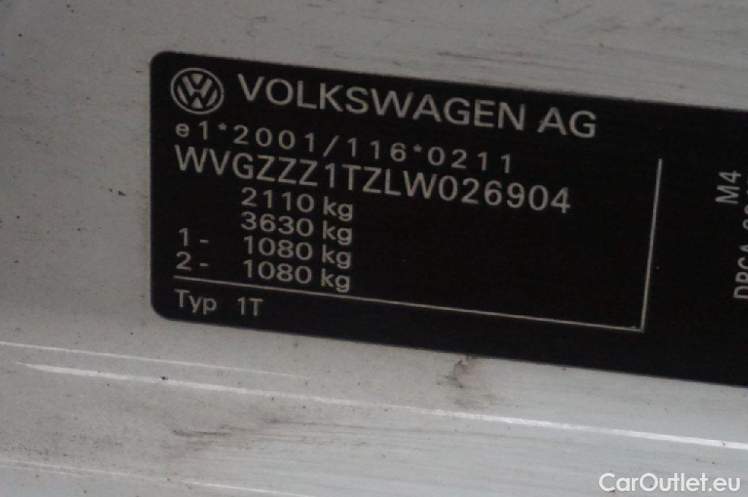 VOLKSWAGEN AG
e1*2001/116*0211
WVGZZZ1TZLW026904
2110 kg
3630 kg
1- 1080 kg
2- 1080 kg
Typ 1T
M4
CarOutlet.eu